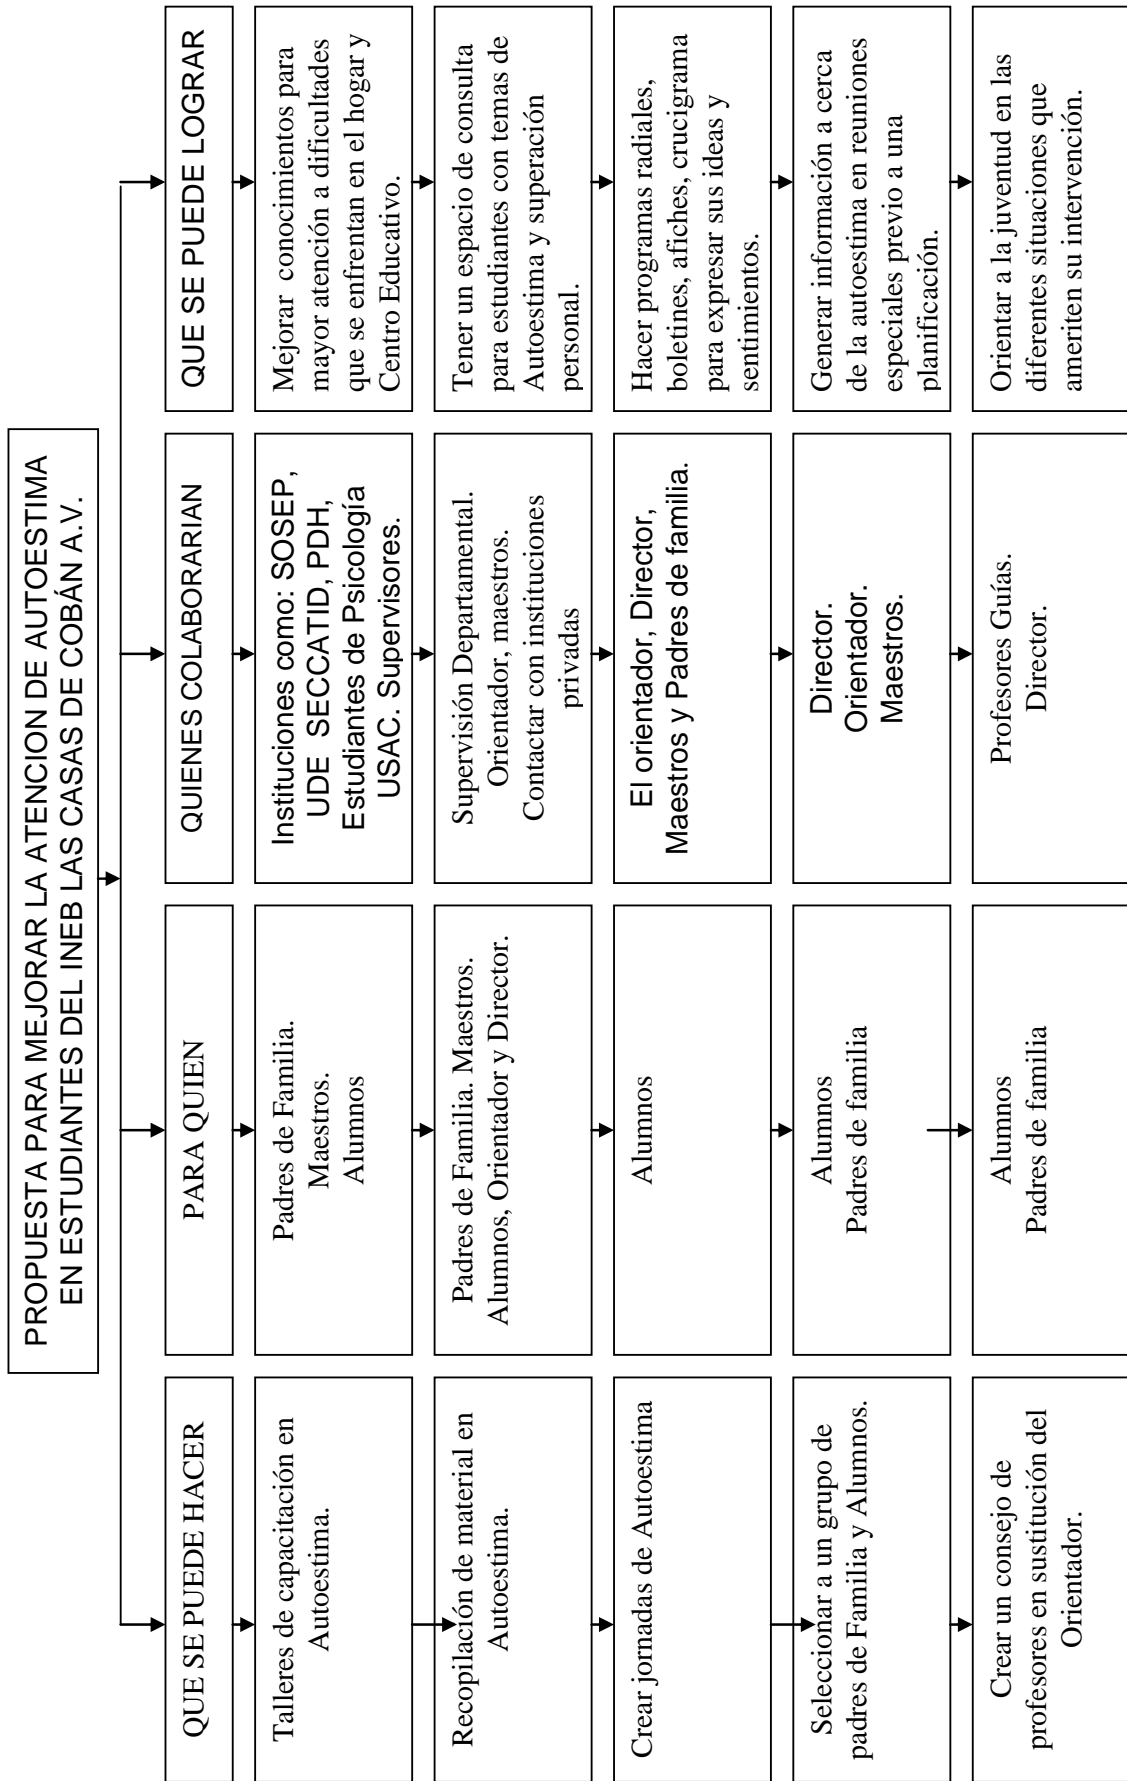 PROPUESTA PARA MEJORAR LA ATENCION DE AUTOESTIMA
EN ESTUDIANTES DEL INEB LAS CASAS DE COBÁN A.V.
QUE SE PUEDE HACER
Talleres de capacitación en
Autoestima.
Recopilación de material en
Autoestima.
Crear jornadas de Autoestima
Seleccionar a un grupo de
padres de Familia y Alumnos.
Crear un consejo de
profesores en sustitución del
Orientador.
PARA QUIEN
Padres de Familia.
Maestros.
Alumnos
Padres de Familia. Maestros.
Alumnos, Orientador y Director.
Alumnos
Alumnos
Padres de familia
Alumnos
Padres de familia
QUIENES COLABORARIAN
Instituciones como: SOSEP,
UDE SECCATID, PDH,
Estudiantes de Psicología
USAC. Supervisores.
Supervisión Departamental.
Orientador, maestros.
Contactar con instituciones
privadas
El orientador, Director,
Maestros y Padres de familia.
Director.
Orientador.
Maestros.
Profesores Guías.
Director.
QUE SE PUEDE LOGRAR
Mejorar conocimientos para
mayor atención a dificultades
que se enfrentan en el hogar y
Centro Educativo.
Tener un espacio de consulta
para estudiantes con temas de
Autoestima y superación
personal.
Hacer programas radiales,
boletines, afiches, crucigrama
para expresar sus ideas y
sentimientos.
Generar información a cerca
de la autoestima en reuniones
especiales previo a una
planificación.
Orientar a la juventud en las
diferentes situaciones que
ameriten su intervención.